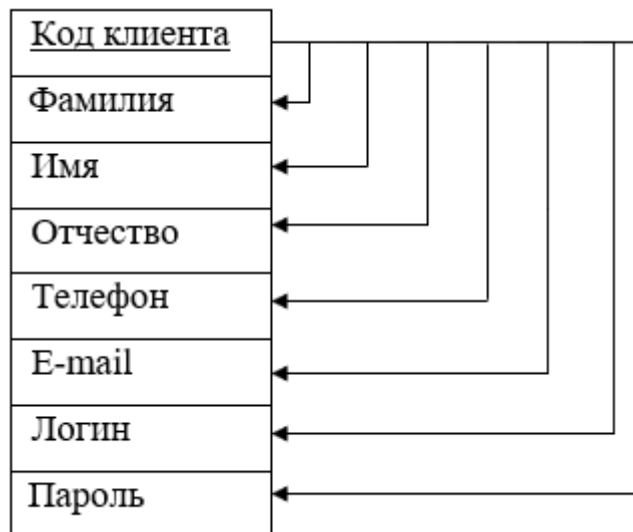 Код клиента
Фамилия
Имя
Отчество
Телефон
E-mail
Логин
Пароль